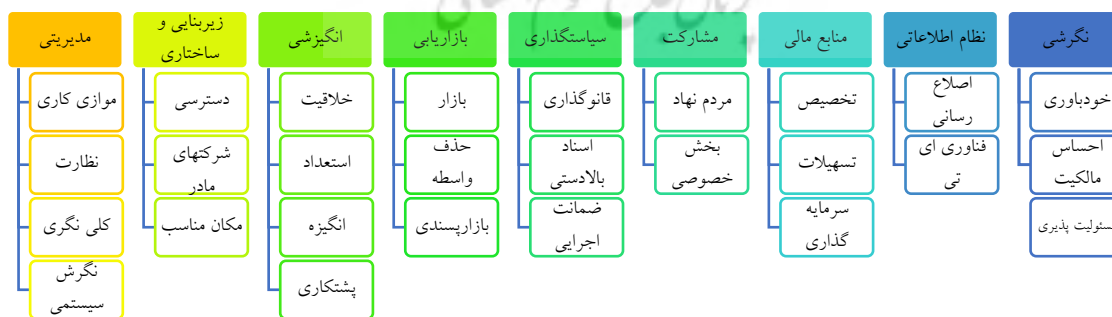 نگرشی
خودباوری
احساس
مالکیت
سئولیت پذیری
نظام اطلاعاتی
اصلاع
رسانی
فناوری ای
تی
منابع مالی
تخصیص
تسهیلات
سرمایه
گذاری
مشارکت
مردم نهاد
بخش
خصوصی
سیاستگذاری
قانوگذاری
اسناد
بالادستی
ضمانت
اجرایی
بازاریابی
بازار
حذف
واسطه
بازارپسندی
انگیزشی
خلاقیت
استعداد
انگیزه
پشتکاری
زیربنایی و
ساختاری
دسترسی
شرکتهای
مادر
مکان مناسب
مدیریتی
موازی کاری
نظارت
کلی نگری
نگرش
سیستمی